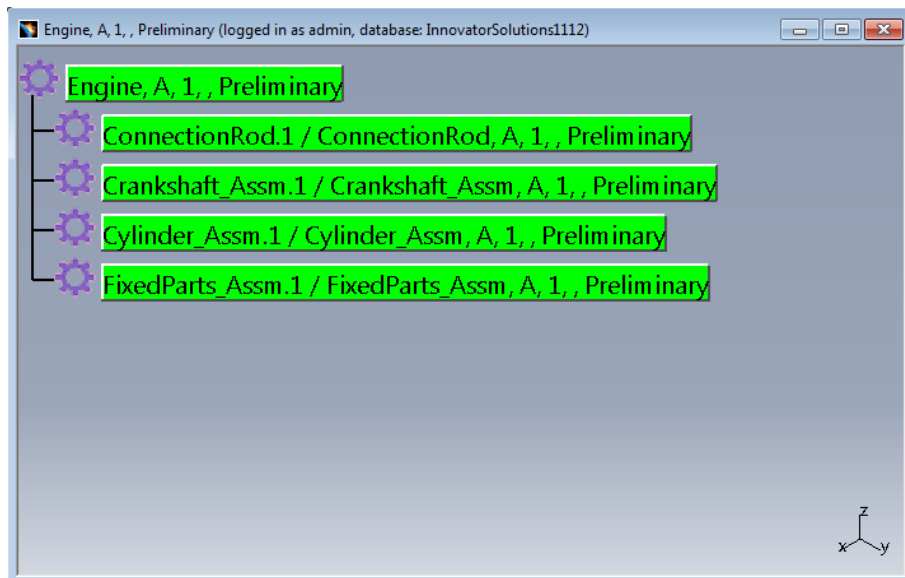 Engine, A, 1, , Preliminary (logged in as admin, database: InnovatorSolutions1112)
Engine, A, 1, , Preliminary
ConnectionRod.1 / ConnectionRod, A, 1, , Preliminary
Crankshaft_Assm.1 / Crankshaft_Assm, A, 1, , Preliminary
Cylinder_Assm.1 / Cylinder_Assm, A, 1, , Preliminary
FixedParts_Assm.1 / FixedParts_Assm, A, 1, , Preliminary
z
x y